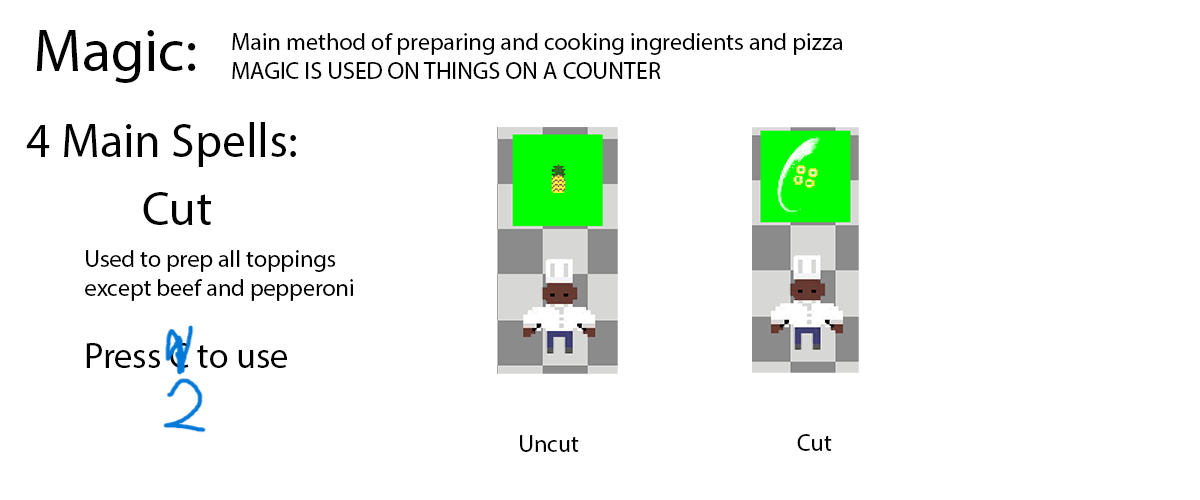 Magic:
Main method of preparing and cooking ingredients and pizza
MAGIC IS USED ON THINGS ON A COUNTER
4 Main Spells:
Cut
Used to prep all toppings
except beef and pepperoni
Press to use
2
Uncut
Cut